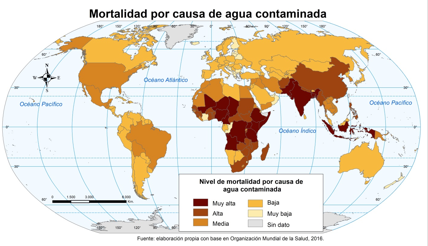 Mortalidad por causa de agua contaminada
Océano Atlántico
Océano Pacífico
Océano Pacífico
Océano Índico
Nivel de mortalidad por causa de
agua contaminada
Muy alta
Alta
Media
Baja
Muy baja
Sin dato
Fuente: elaboración propia con base en Organización Mundial de la Salud, 2016.